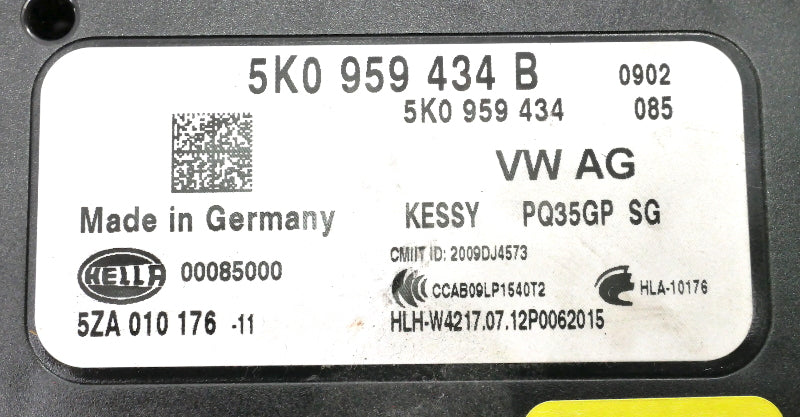 5K0 959 434 B 0902
5K0 959 434 085
VW AG
Made in Germany KESSY PQ35GP SG
CMIIT ID: 2009DJ4573
HELLA 00085000 CCAB09LP1540T2 HLA-10176
5ZA 010 176 -11 HLH-W4217.07.12P0062015